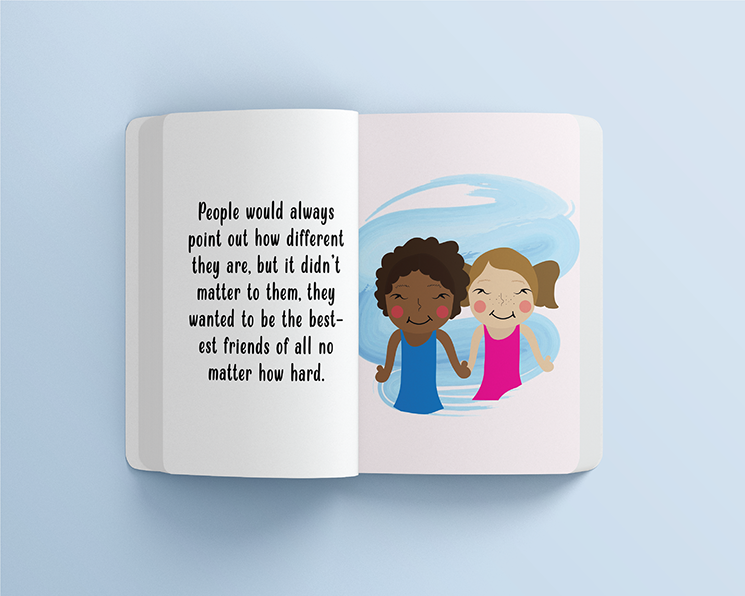 People would always
point out how different
they are, but it didn't
matter to them, they
wanted to be the best-
est friends of all no
matter how hard.